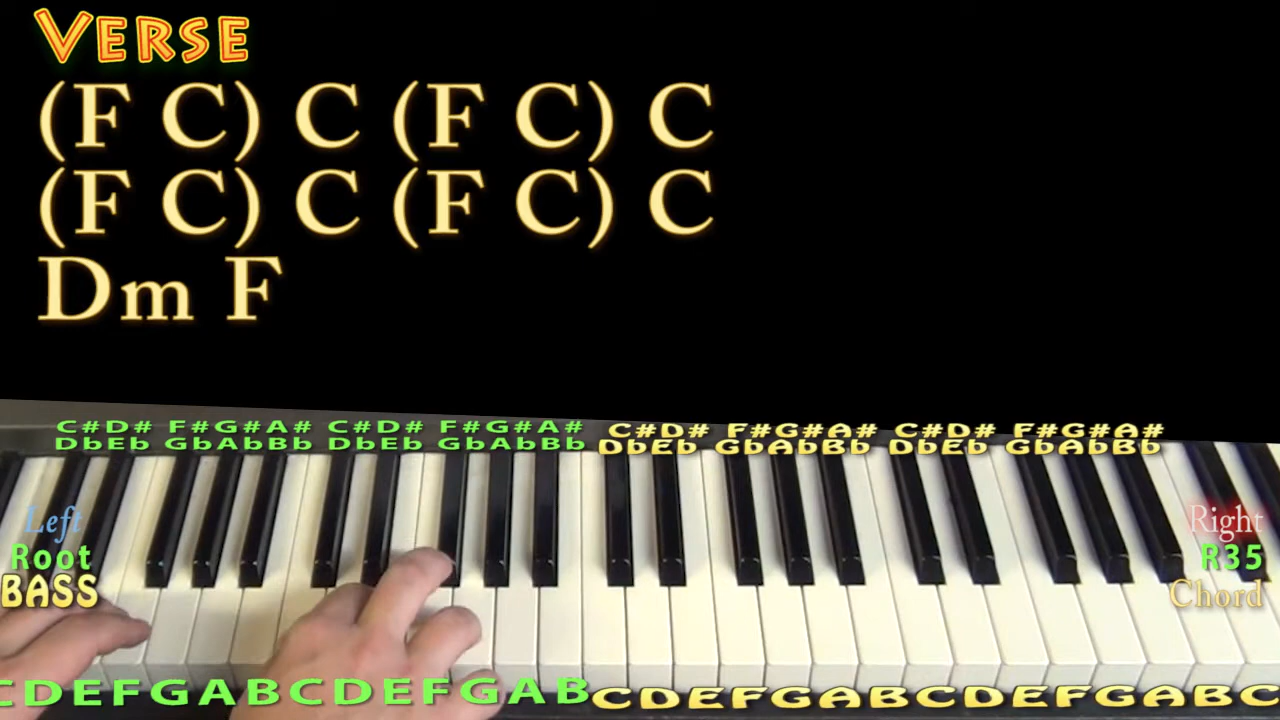 VERSE
(F C) C (F C) C
(F C) C (F C) C
Dm F
C#D# F#G#A# C#D# F#G#A# C#D# F#G#A# C#D# F#G#A#
DbEb GbAbBb DbEb GbAbBb DbEb GbAbBb DbEb GbAbBb
Left
Root
BASS
Right
R35
Chord
CDEFGABCDEFGABCDEFGABCDEFGABC